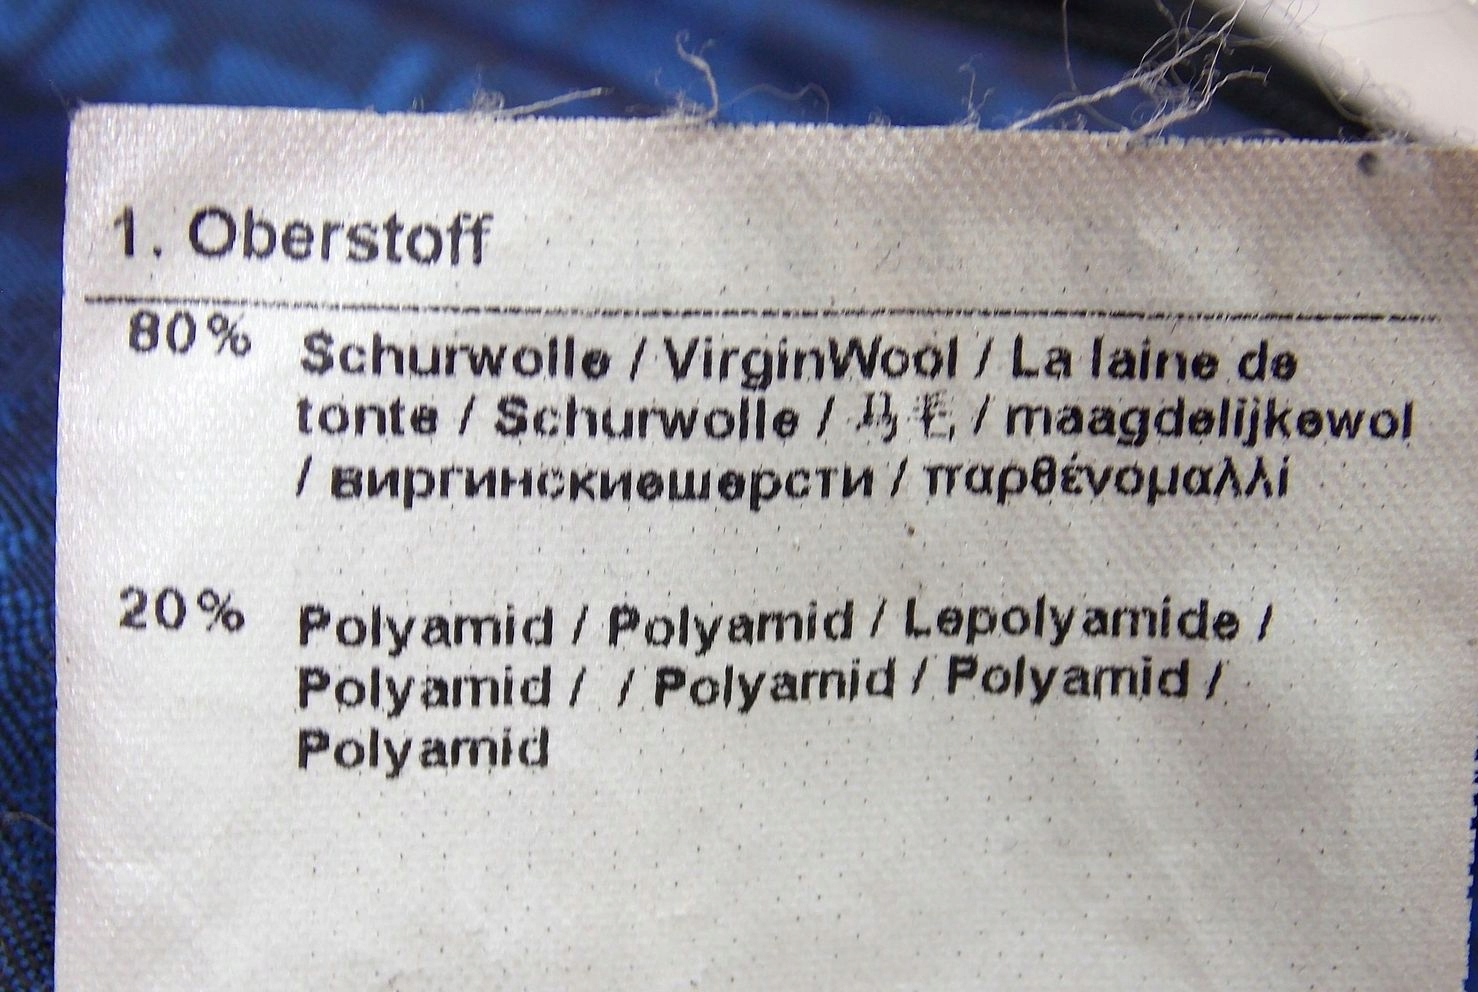 1. Oberstoff
80% Schurwolle / VirginWool / La laine de
tonte / Schurwolle / 毛 / maagdelijkewol
/ виргинскиешерсти / παρθένομαλλί
20% Polyamid / Polyamid / Lepolyamide /
Polyamid / / Polyamid / Polyamid /
Polyamid